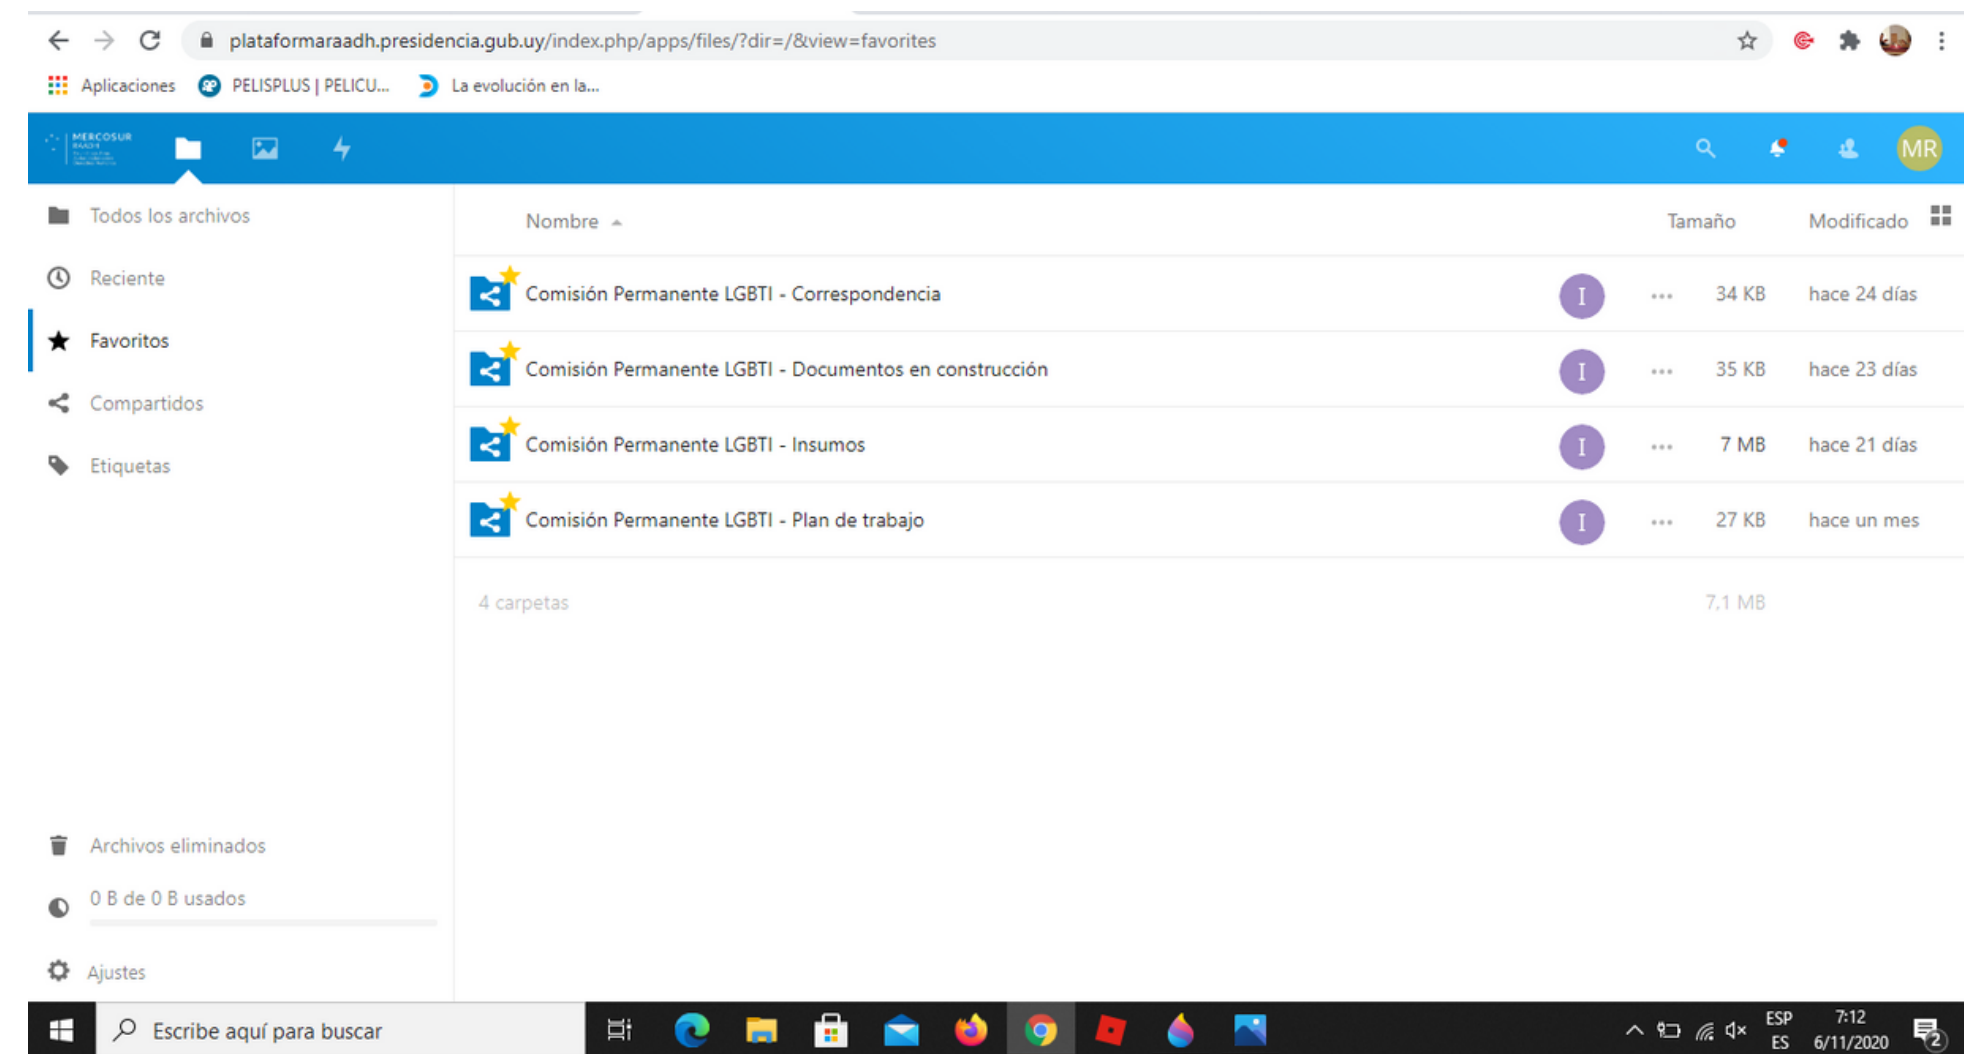 plataformaraadh.presidencia.gub.uy/index.php/apps/files/?dir=/&view=favorites
Aplicaciones PELISPLUS | PELICU... La evolución en la...
MERCOSUR
RAADH
MR
Todos los archivos
Nombre Tamaño Modificado
Reciente
Comisión Permanente LGBTI - Correspondencia I ... 34 KB hace 24 días
Favoritos
Comisión Permanente LGBTI - Documentos en construcción I ... 35 KB hace 23 días
Compartidos
Comisión Permanente LGBTI - Insumos I ... 7 MB hace 21 días
Etiquetas
Comisión Permanente LGBTI - Plan de trabajo I ... 27 KB hace un mes
4 carpetas 7,1 MB
Archivos eliminados
0 B de 0 B usados
Ajustes
Escribe aquí para buscar
ESP 7:12
ES 6/11/2020 2